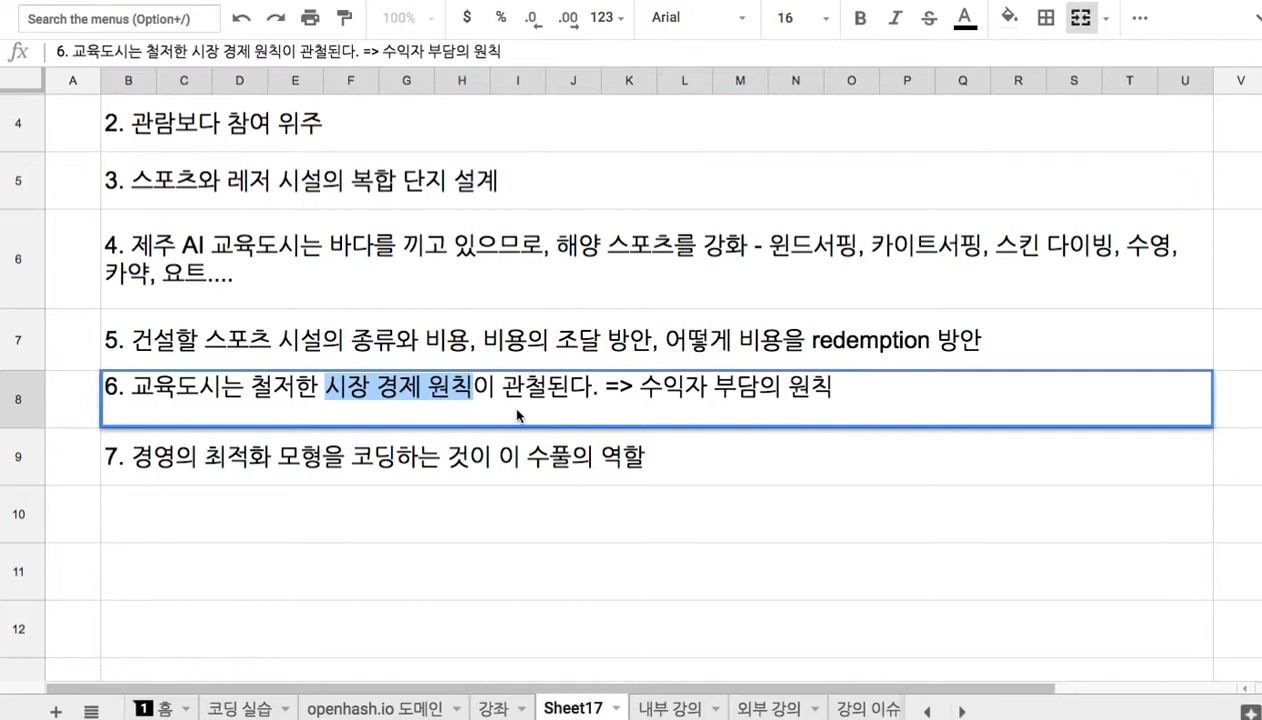 Search the menus (Option+/)
100%
$ % .0 .00 123
Arial
16
B I S A
fx 6. 교육도시는 철저한 시장 경제 원칙이 관철된다. => 수익자 부담의 원칙
A B C D E F G H I J K L M N O P Q R S T U V
4 2. 관람보다 참여 위주
5 3. 스포츠와 레저 시설의 복합 단지 설계
6 4. 제주 AI 교육도시는 바다를 끼고 있으므로, 해양 스포츠를 강화 - 윈드서핑, 카이트서핑, 스킨 다이빙, 수영,
카약, 요트....
7 5. 건설할 스포츠 시설의 종류와 비용, 비용의 조달 방안, 어떻게 비용을 redemption 방안
8 6. 교육도시는 철저한 시장 경제 원칙이 관철된다. => 수익자 부담의 원칙
9 7. 경영의 최적화 모형을 코딩하는 것이 이 수풀의 역할
10
11
12
1 홈 코딩 실습 openhash.io 도메인 강좌 Sheet17 내부 강의 외부 강의 강의 이슈